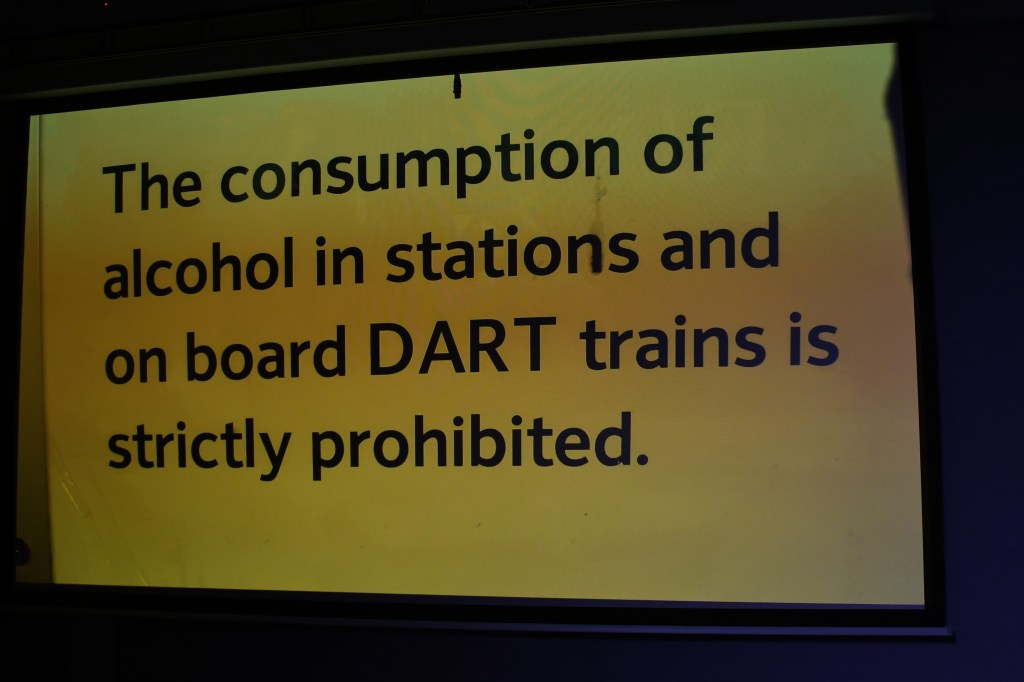 The consumption of
alcohol in stations and
on board DART trains is
strictly prohibited.